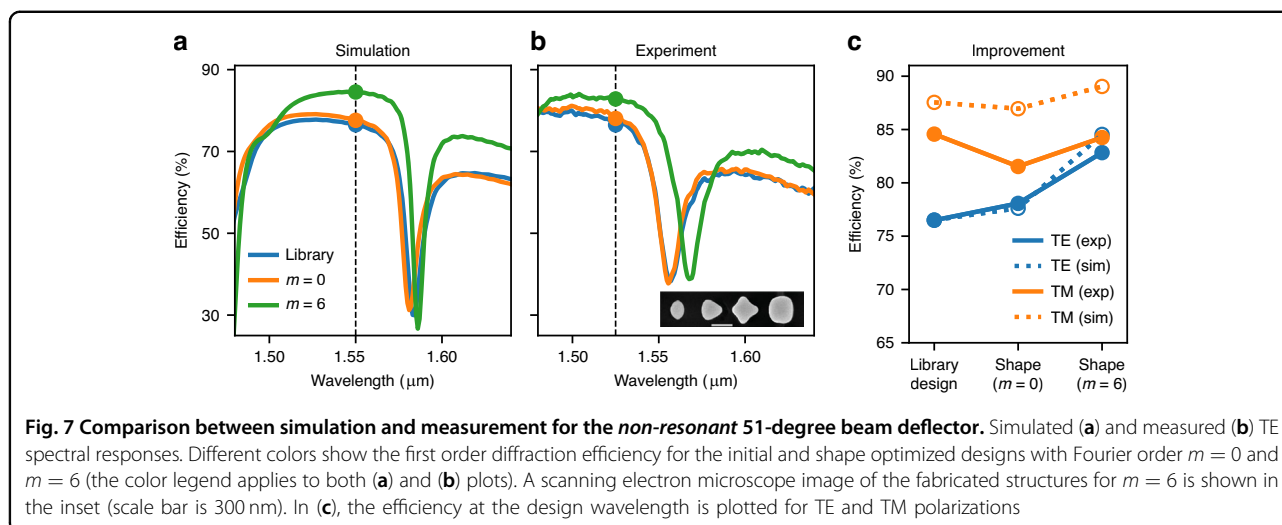 a
Simulation
90
70
50
30
Efficiency (%)
Library
m = 0
m = 6
1.50
1.55
1.60
Wavelength (μm)
b
Experiment
1.50
1.55
1.60
Wavelength (μm)
c
Improvement
90
85
80
75
70
65
Efficiency (%)
TE (exp)
TE (sim)
TM (exp)
TM (sim)
Library
design
Shape
(m = 0)
Shape
(m = 6)
Fig. 7 Comparison between simulation and measurement for the non-resonant 51-degree beam deflector. Simulated (a) and measured (b) TE
spectral responses. Different colors show the first order diffraction efficiency for the initial and shape optimized designs with Fourier order m = 0 and
m = 6 (the color legend applies to both (a) and (b) plots). A scanning electron microscope image of the fabricated structures for m = 6 is shown in
the inset (scale bar is 300 nm). In (c), the efficiency at the design wavelength is plotted for TE and TM polarizations